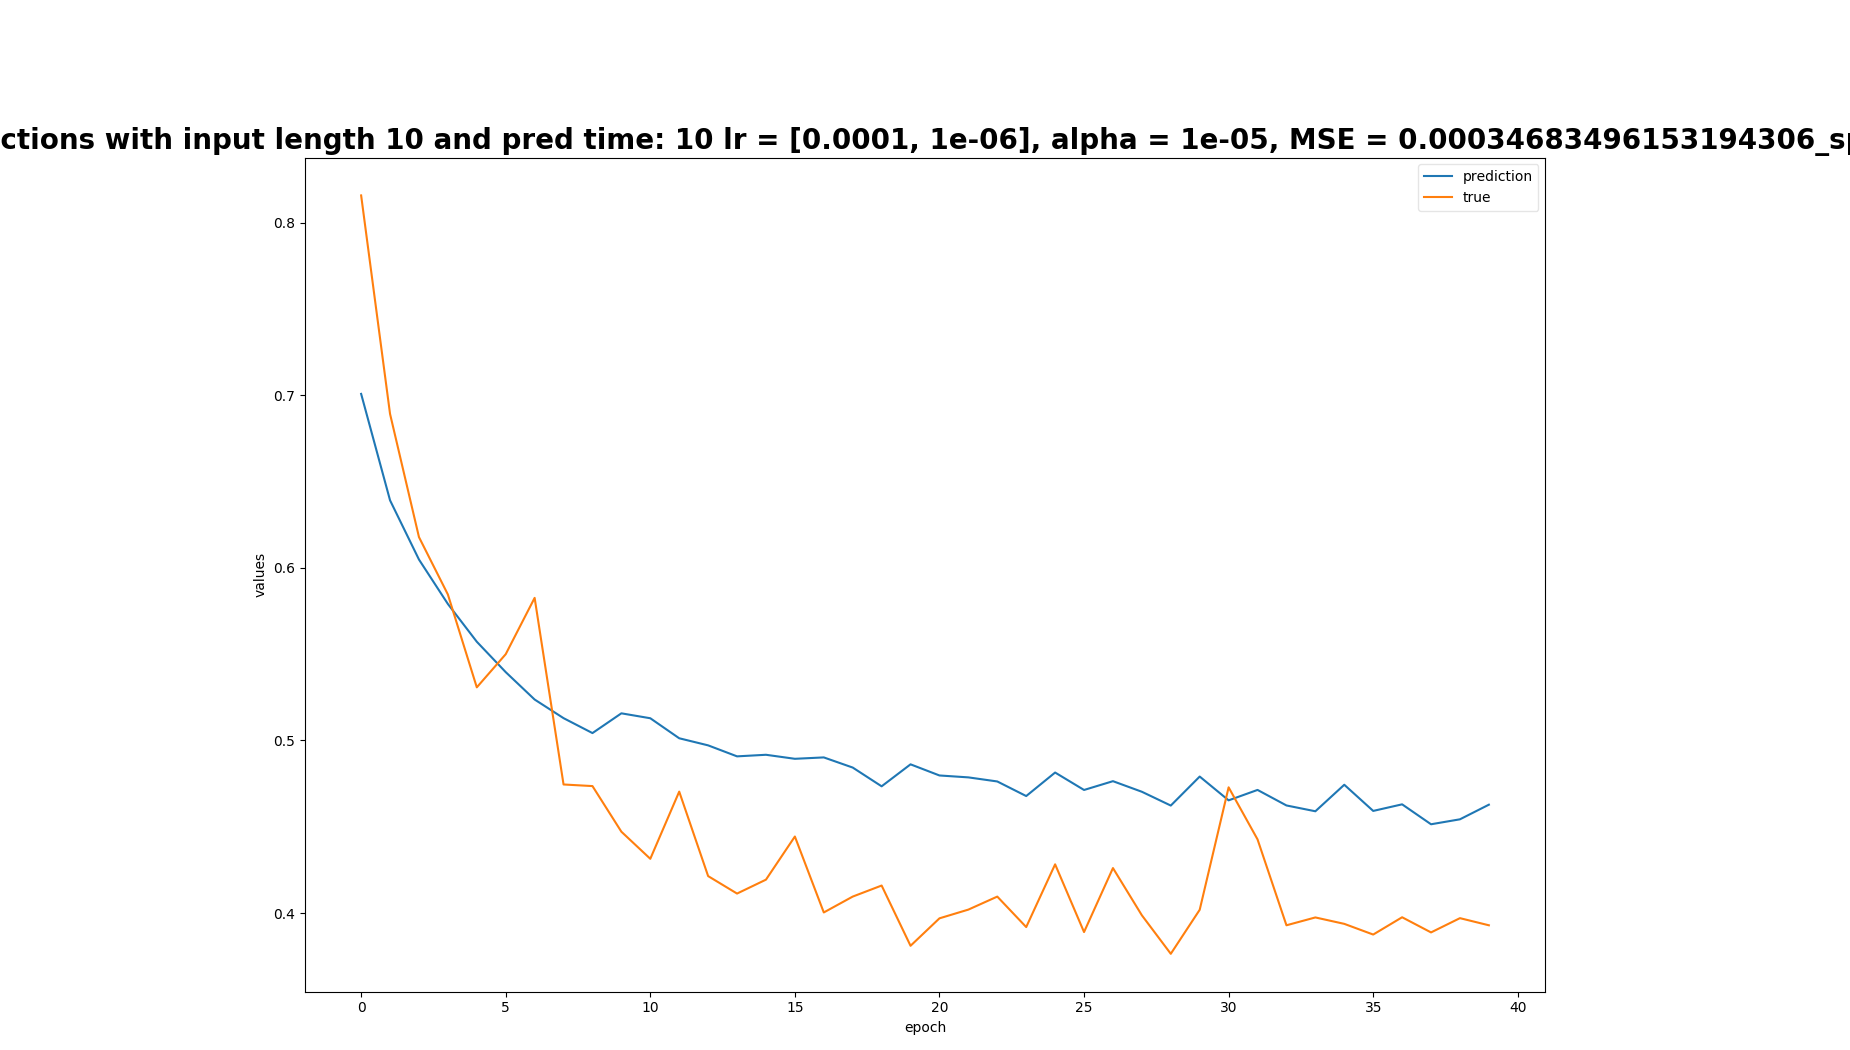 ctions with input length 10 and pred time: 10 lr = [0.0001, 1e-06], alpha = 1e-05, MSE = 0.00034683496153194306_sp
prediction
true
0.8
0.7
0.6
0.5
0.4
values
0 5 10 15 20 25 30 35 40
epoch